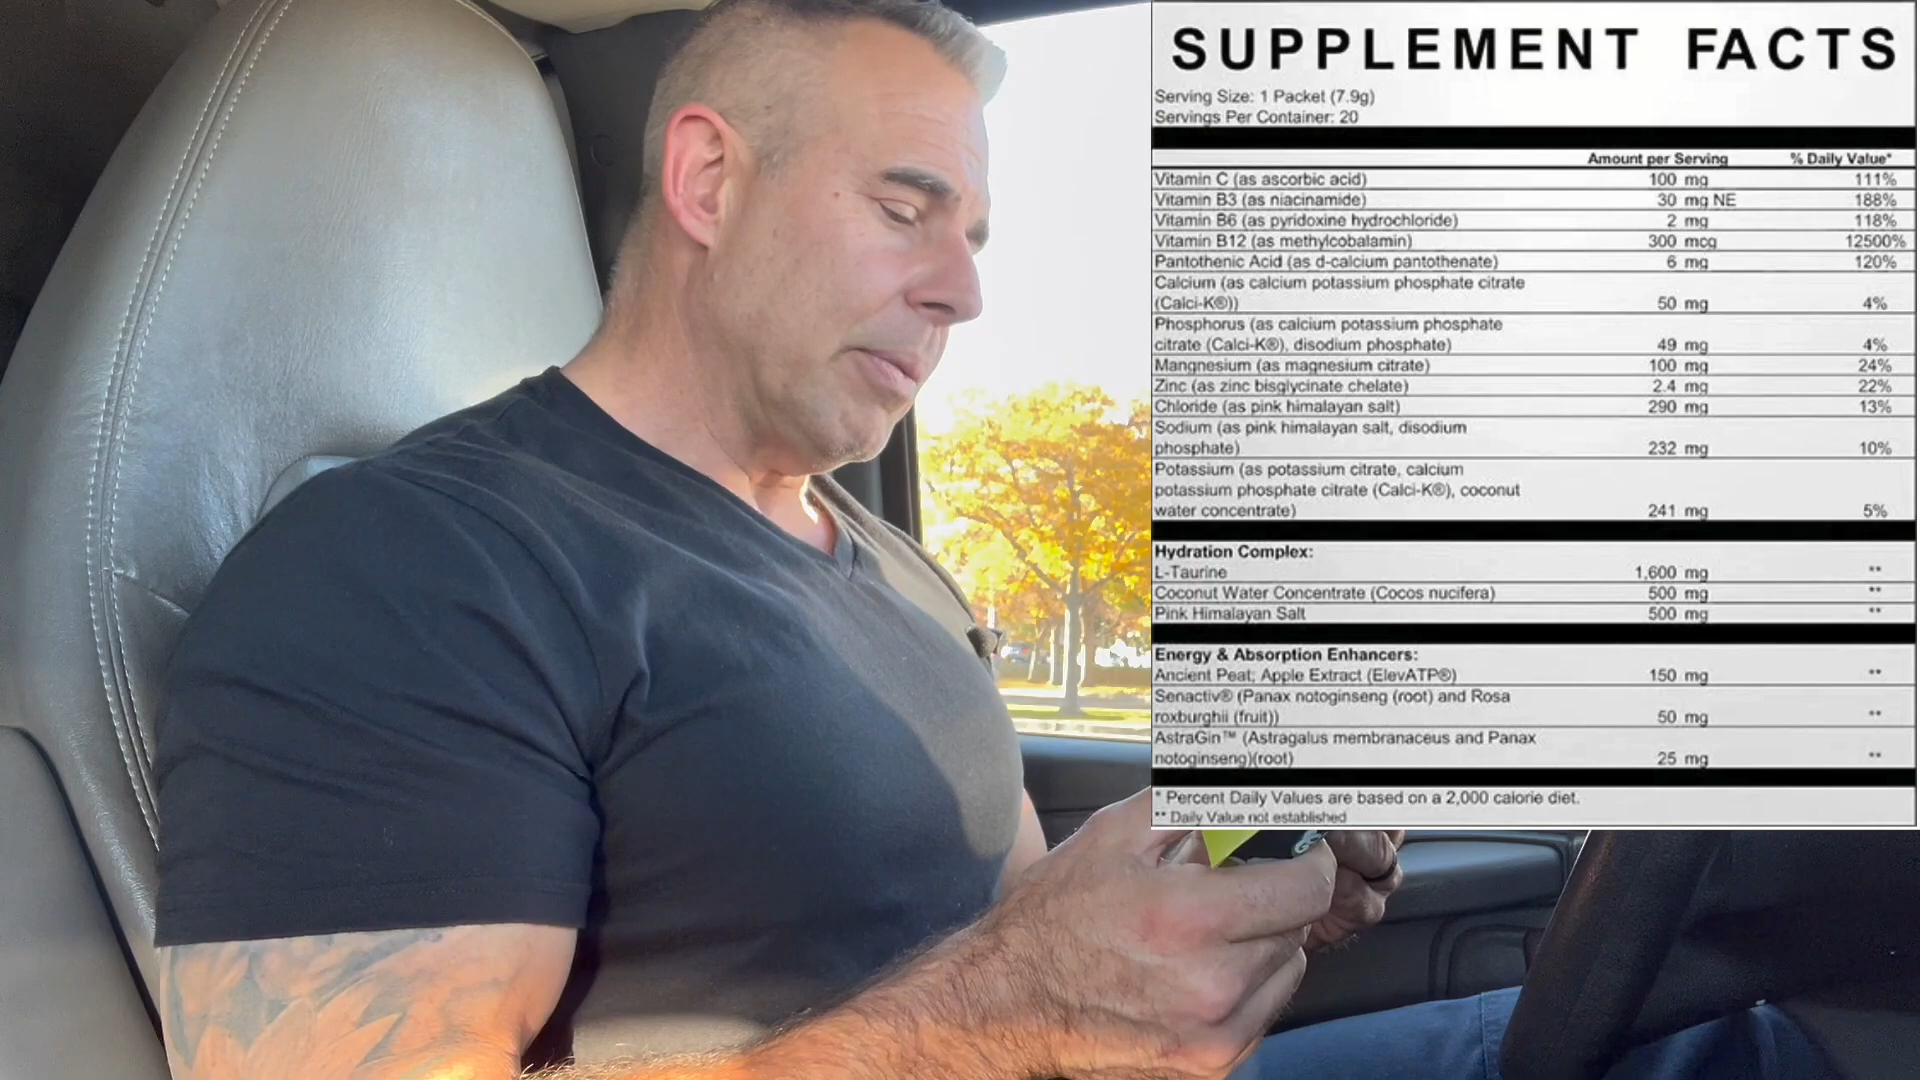 SUPPLEMENT FACTS
Serving Size: 1 Packet (7.9g)
Servings Per Container: 20
Amount per Serving % Daily Value*
Vitamin C (as ascorbic acid) 100 mg 111%
Vitamin B3 (as niacinamide) 30 mg NE 188%
Vitamin B6 (as pyridoxine hydrochloride) 2 mg 118%
Vitamin B12 (as methylcobalamin) 300 mcg 12500%
Pantothenic Acid (as d-calcium pantothenate) 6 mg 120%
Calcium (as calcium potassium phosphate citrate
(Calci-K®)) 50 mg 4%
Phosphorus (as calcium potassium phosphate
citrate (Calci-K®), disodium phosphate) 49 mg 4%
Mangnesium (as magnesium citrate) 100 mg 24%
Zinc (as zinc bisglycinate chelate) 2.4 mg 22%
Chloride (as pink himalayan salt) 290 mg 13%
Sodium (as pink himalayan salt, disodium
phosphate) 232 mg 10%
Potassium (as potassium citrate, calcium
potassium phosphate citrate (Calci-K®), coconut
water concentrate) 241 mg 5%
Hydration Complex:
L-Taurine 1,600 mg **
Coconut Water Concentrate (Cocos nucifera) 500 mg **
Pink Himalayan Salt 500 mg **
Energy & Absorption Enhancers:
Ancient Peat; Apple Extract (ElevATP®) 150 mg **
Senactiv® (Panax notoginseng (root) and Rosa
roxburghii (fruit)) 50 mg **
AstraGin™ (Astragalus membranaceus and Panax
notoginseng)(root) 25 mg **
* Percent Daily Values are based on a 2,000 calorie diet.
** Daily Value not established